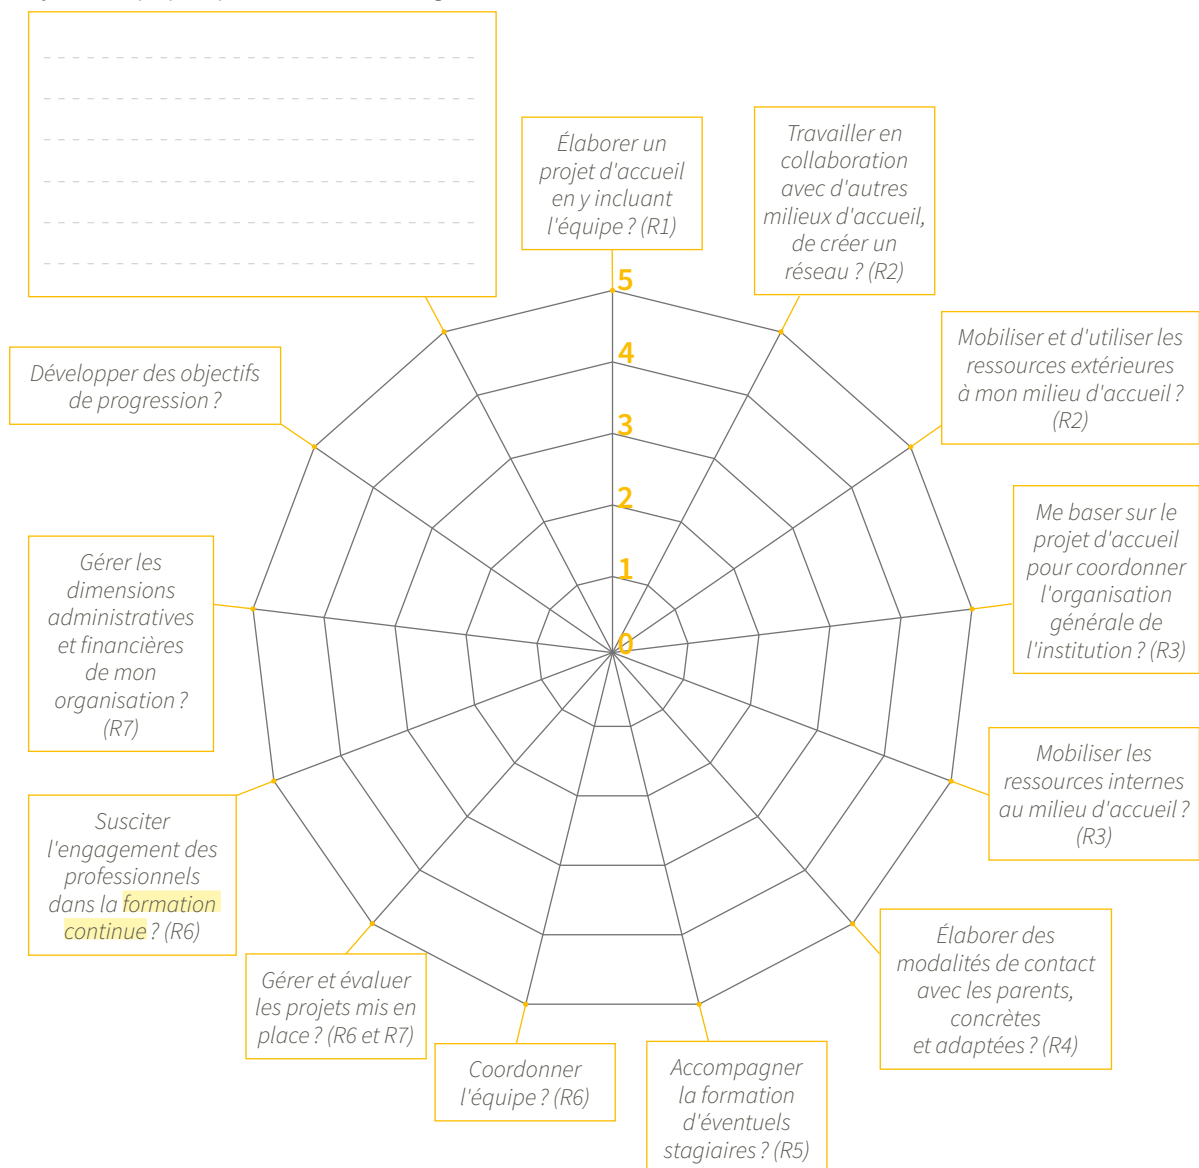 Élaborer un
projet d'accueil
en y incluant
l'équipe ? (R1)
Travailler en
collaboration
avec d'autres
milieux d'accueil,
de créer un
réseau ? (R2)
Mobiliser et d'utiliser les
ressources extérieures
à mon milieu d'accueil ?
(R2)
Me baser sur le
projet d'accueil
pour coordonner
l'organisation
générale de
l'institution ? (R3)
Mobiliser les
ressources internes
au milieu d'accueil ?
(R3)
Élaborer des
modalités de contact
avec les parents,
concrètes
et adaptées ? (R4)
Accompagner
la formation
d'éventuels
stagiaires ? (R5)
Coordonner
l'équipe ? (R6)
Gérer et évaluer
les projets mis en
place ? (R6 et R7)
Susciter
l'engagement des
professionnels
dans la formation
continue ? (R6)
Gérer les
dimensions
administratives
et financières
de mon
organisation ?
(R7)
Développer des objectifs
de progression ?
5
4
3
2
1
0